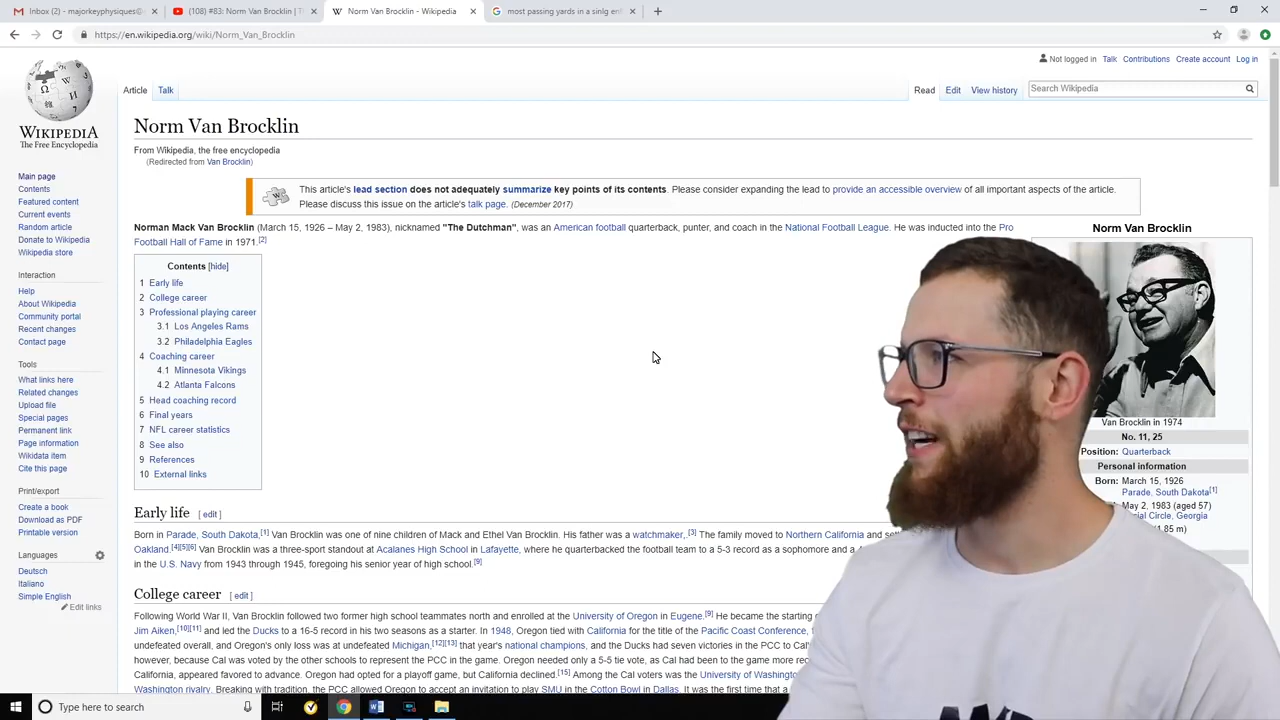 Inbox (2) - majorkeyphysiques@
(108) #83: Norm Van Brocklin | Th
Norm Van Brocklin - Wikipedia
most passing yards in a sinlg en
https://en.wikipedia.org/wiki/Norm_Van_Brocklin
Not logged in Talk Contributions Create account Log in
Article Talk
Read Edit View history
Search Wikipedia
WIKIPEDIA
The Free Encyclopedia
Main page
Contents
Featured content
Current events
Random article
Donate to Wikipedia
Wikipedia store
Interaction
Help
About Wikipedia
Community portal
Recent changes
Contact page
Tools
What links here
Related changes
Upload file
Special pages
Permanent link
Page information
Wikidata item
Cite this page
Print/export
Create a book
Download as PDF
Printable version
Languages
Deutsch
Italiano
Simple English
Edit links
Norm Van Brocklin
From Wikipedia, the free encyclopedia
(Redirected from Van Brocklin)
This article's lead section does not adequately summarize key points of its contents. Please consider expanding the lead to provide an accessible overview of all important aspects of the article.
Please discuss this issue on the article's talk page. (December 2017)
Norman Mack Van Brocklin (March 15, 1926 – May 2, 1983), nicknamed "The Dutchman", was an American football quarterback, punter, and coach in the National Football League. He was inducted into the Pro
Football Hall of Fame in 1971.[2]
Contents [hide]
1 Early life
2 College career
3 Professional playing career
3.1 Los Angeles Rams
3.2 Philadelphia Eagles
4 Coaching career
4.1 Minnesota Vikings
4.2 Atlanta Falcons
5 Head coaching record
6 Final years
7 NFL career statistics
8 See also
9 References
10 External links
Norm Van Brocklin
Van Brocklin in 1974
No. 11, 25
Position: Quarterback
Personal information
Born: March 15, 1926
Parade, South Dakota[1]
May 2, 1983 (aged 57)
Circle, Georgia
1.85 m)
Early life [ edit ]
Born in Parade, South Dakota,[1] Van Brocklin was one of nine children of Mack and Ethel Van Brocklin. His father was a watchmaker,.[3] The family moved to Northern California and
Oakland.[4][5][6] Van Brocklin was a three-sport standout at Acalanes High School in Lafayette, where he quarterbacked the football team to a 5-3 record as a sophomore and a
in the U.S. Navy from 1943 through 1945, foregoing his senior year of high school.[9]
College career [ edit ]
Following World War II, Van Brocklin followed two former high school teammates north and enrolled at the University of Oregon in Eugene.[9] He became the starting
Jim Aiken,[10][11] and led the Ducks to a 16-5 record in his two seasons as a starter. In 1948, Oregon tied with California for the title of the Pacific Coast Conference,
undefeated overall, and Oregon's only loss was at undefeated Michigan,[12][13] that year's national champions, and the Ducks had seven victories in the PCC to
however, because Cal was voted by the other schools to represent the PCC in the game. Oregon needed only a 5-5 tie vote, as Cal had been to the game more
California, appeared favored to advance. Oregon had opted for a playoff game, but California declined.[15] Among the Cal voters was the University of
Washington rivalry. Breaking with tradition, the PCC allowed Oregon to accept an invitation to play SMU in the Cotton Bowl in Dallas. It was the first time that a
Type here to search